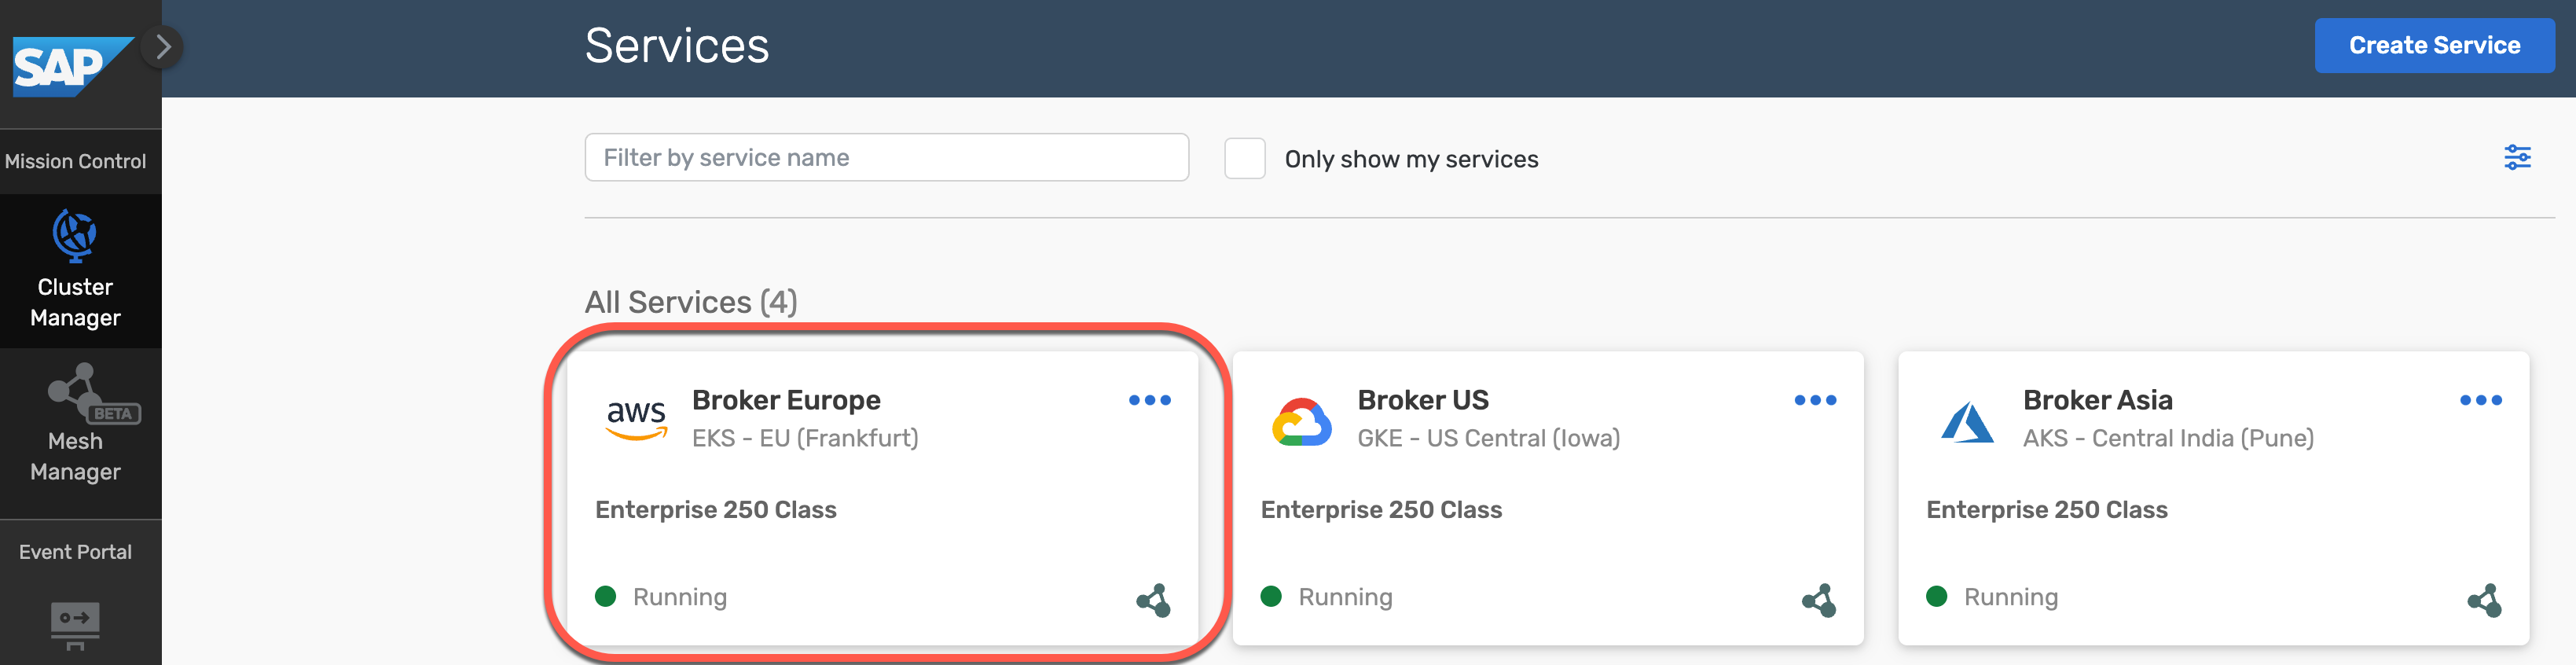 SAP
Services
Create Service
Mission Control
Filter by service name
Only show my services
Cluster
Manager
All Services (4)
BETA
Mesh
Manager
aws
Broker Europe
EKS - EU (Frankfurt)
Enterprise 250 Class
Running
Broker US
GKE - US Central (Iowa)
Enterprise 250 Class
Running
Broker Asia
AKS - Central India (Pune)
Enterprise 250 Class
Running
Event Portal